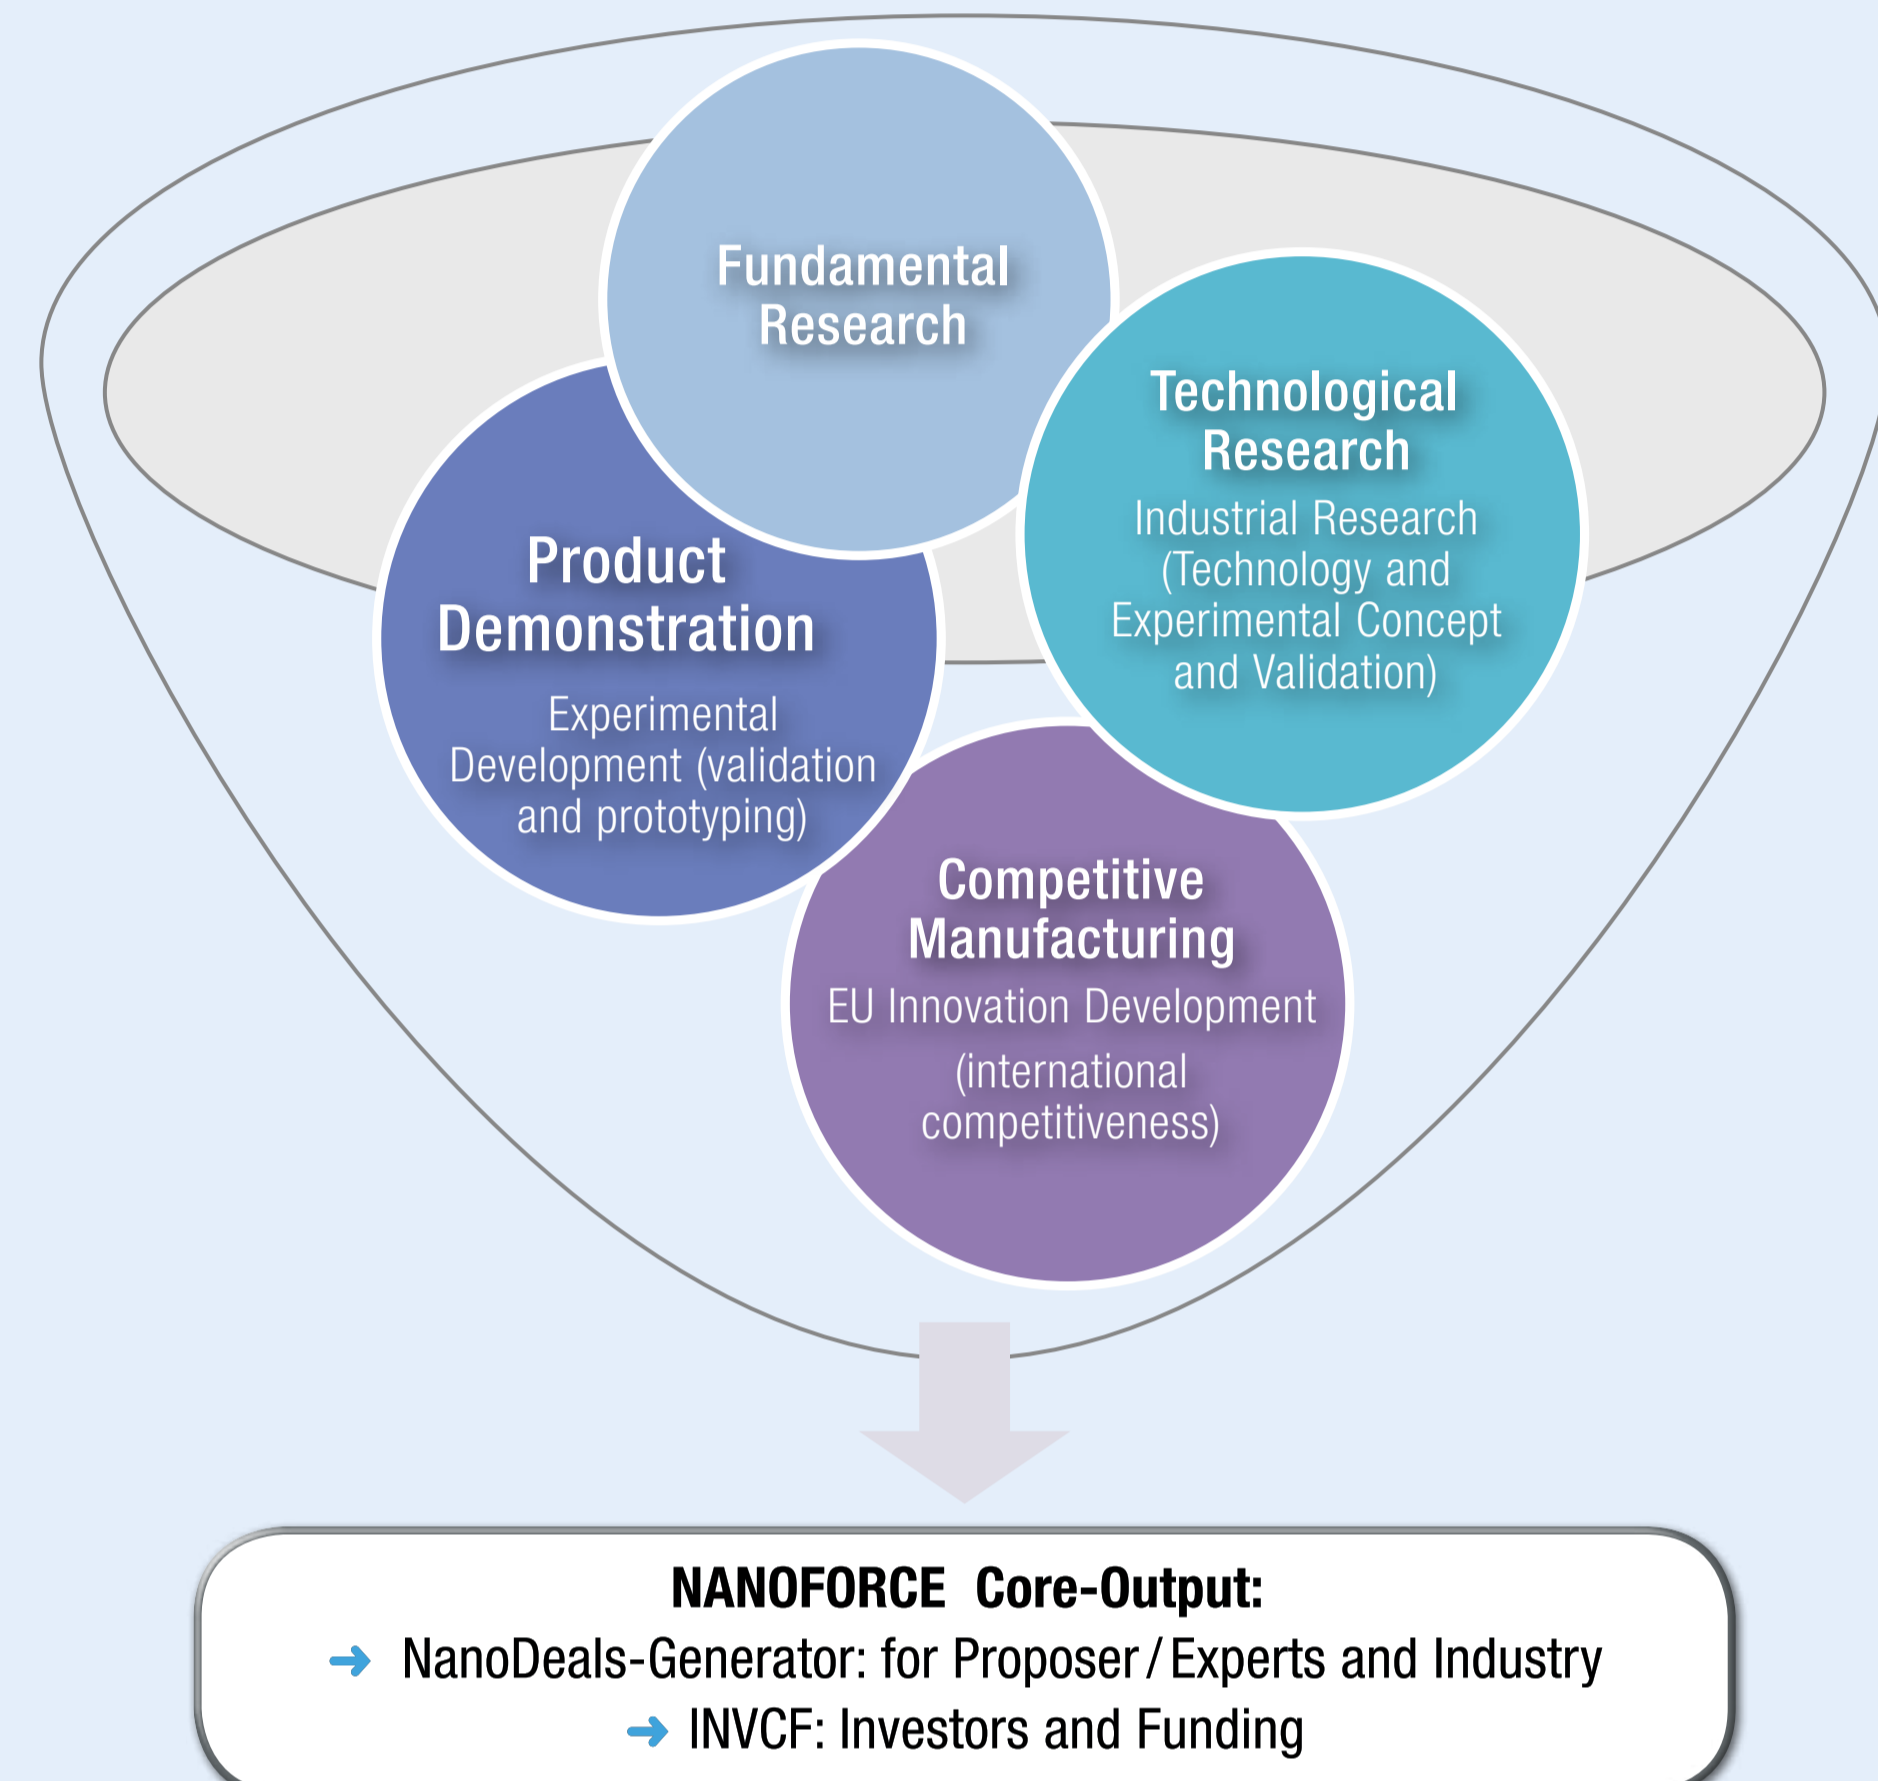 Fundamental
Research
Technological
Research
Industrial Research
(Technology and
Experimental Concept
and Validation)
Product
Demonstration
Experimental
Development (validation
and prototyping)
Competitive
Manufacturing
EU Innovation Development
(international
competitiveness)
NANOFORCE Core-Output:
➜ NanoDeals-Generator: for Proposer/Experts and Industry
➜ INVCF: Investors and Funding